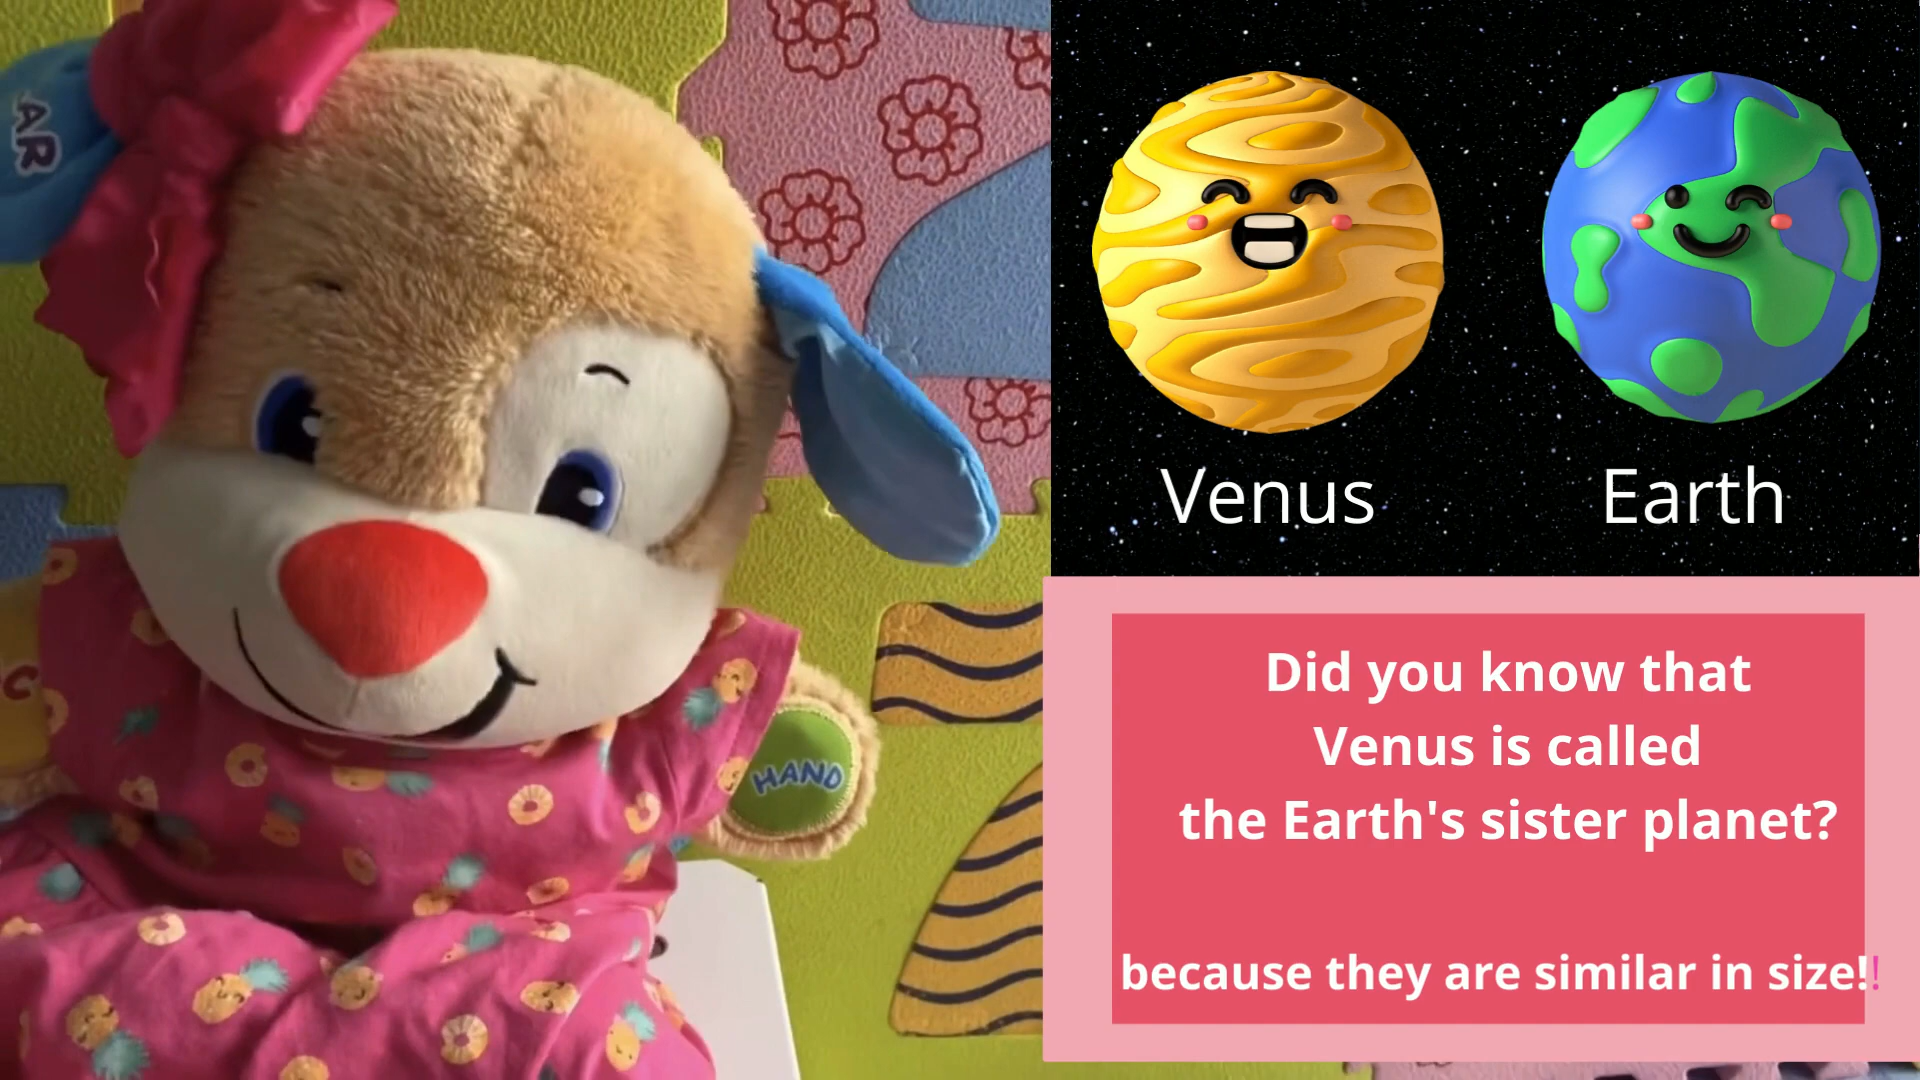 AR
HAND
Venus
Earth
Did you know that
Venus is called
the Earth's sister planet?
because they are similar in size!!